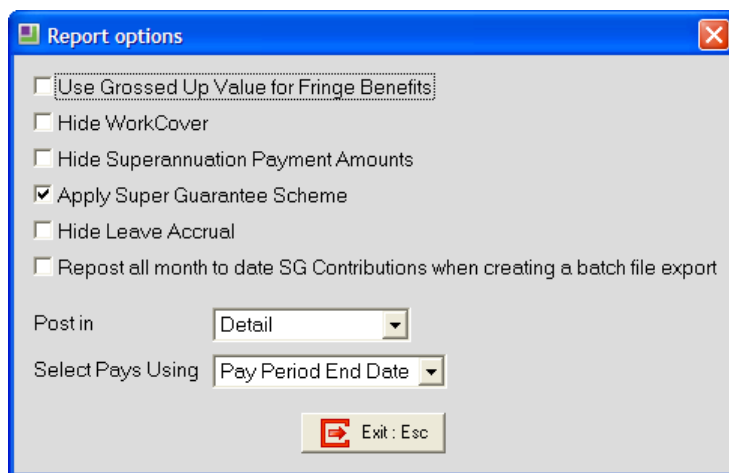 Report options
Use Grossed Up Value for Fringe Benefits
Hide WorkCover
Hide Superannuation Payment Amounts
Apply Super Guarantee Scheme
Hide Leave Accrual
Repost all month to date SG Contributions when creating a batch file export
Post in Detail
Select Pays Using Pay Period End Date
Exit : Esc